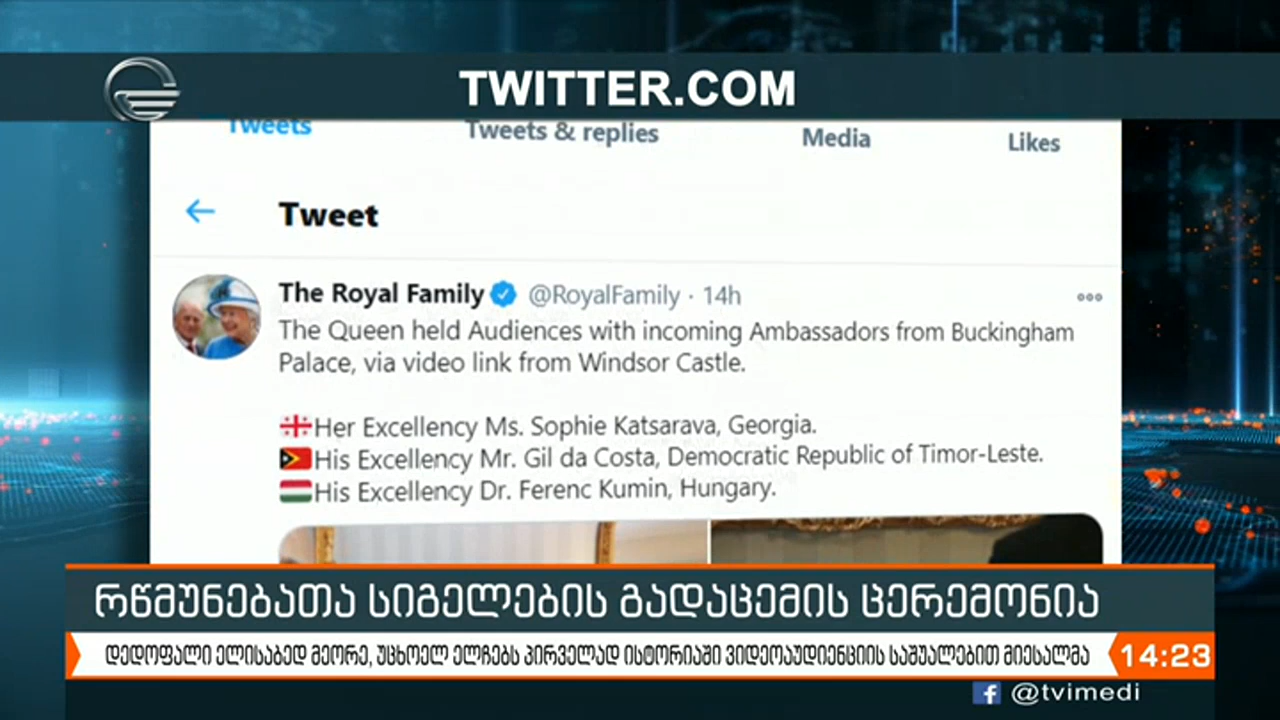 TWITTER.COM
Tweets Tweets & replies Media Likes
Tweet
The Royal Family @RoyalFamily · 14h
The Queen held Audiences with incoming Ambassadors from Buckingham
Palace, via video link from Windsor Castle.
Her Excellency Ms. Sophie Katsarava, Georgia.
His Excellency Mr. Gil da Costa, Democratic Republic of Timor-Leste.
His Excellency Dr. Ferenc Kumin, Hungary.
რწმუნებათა სიგელების გადაცემის ცერემონია
დედოფალი ელისაბედ მეორე, უცხოელ ელჩებს პირველად ისტორიაში ვიდეოაუდიენციის საშუალებით მიესალმა 14:23
@tvimedi